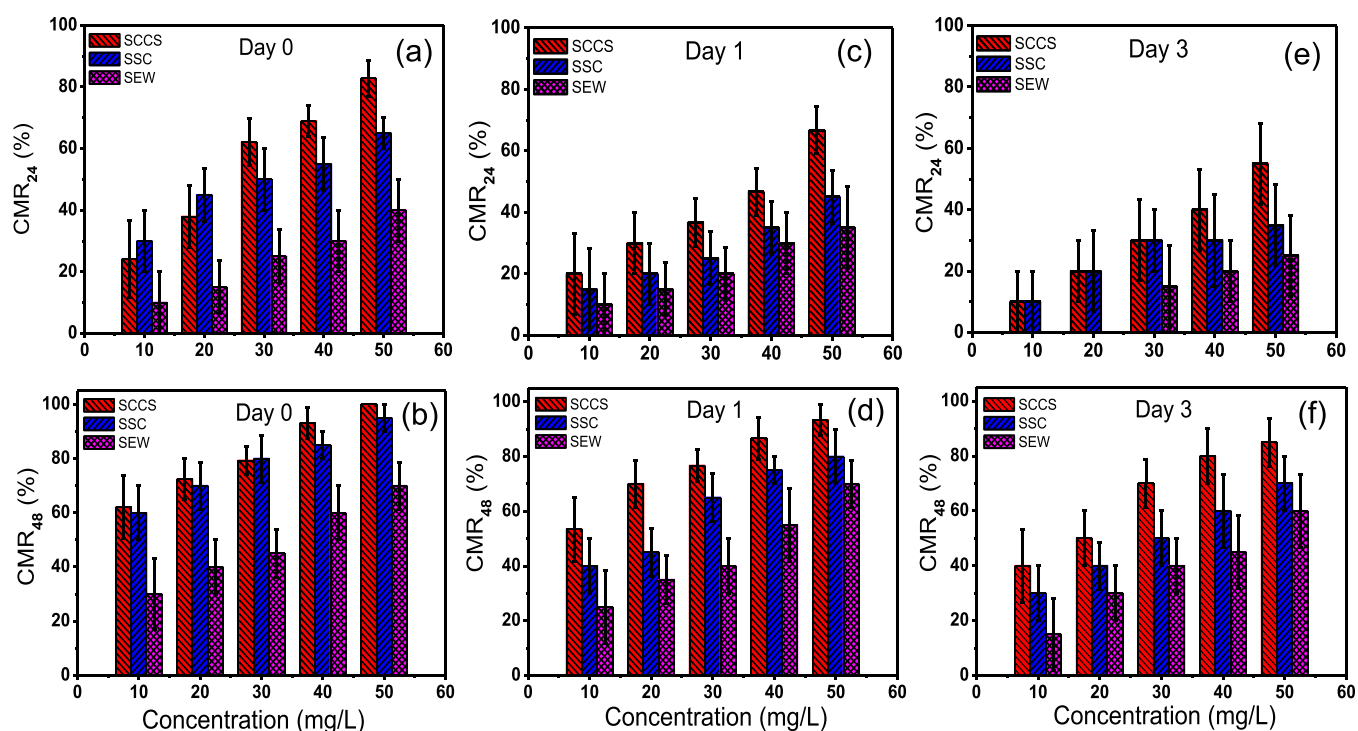 Day 0
(a)
SCCS
SSC
SEW
CMR24 (%)
100
80
60
40
20
0
0 10 20 30 40 50 60
Day 1
(c)
SCCS
SSC
SEW
CMR24 (%)
100
80
60
40
20
0
0 10 20 30 40 50 60
Day 3
(e)
SCCS
SSC
SEW
CMR24 (%)
100
80
60
40
20
0
0 10 20 30 40 50 60
Day 0
(b)
SCCS
SSC
SEW
CMR48 (%)
100
80
60
40
20
0
0 10 20 30 40 50 60
Concentration (mg/L)
Day 1
(d)
SCCS
SSC
SEW
CMR48 (%)
100
80
60
40
20
0
0 10 20 30 40 50 60
Concentration (mg/L)
Day 3
(f)
SCCS
SSC
SEW
CMR48 (%)
100
80
60
40
20
0
0 10 20 30 40 50 60
Concentration (mg/L)